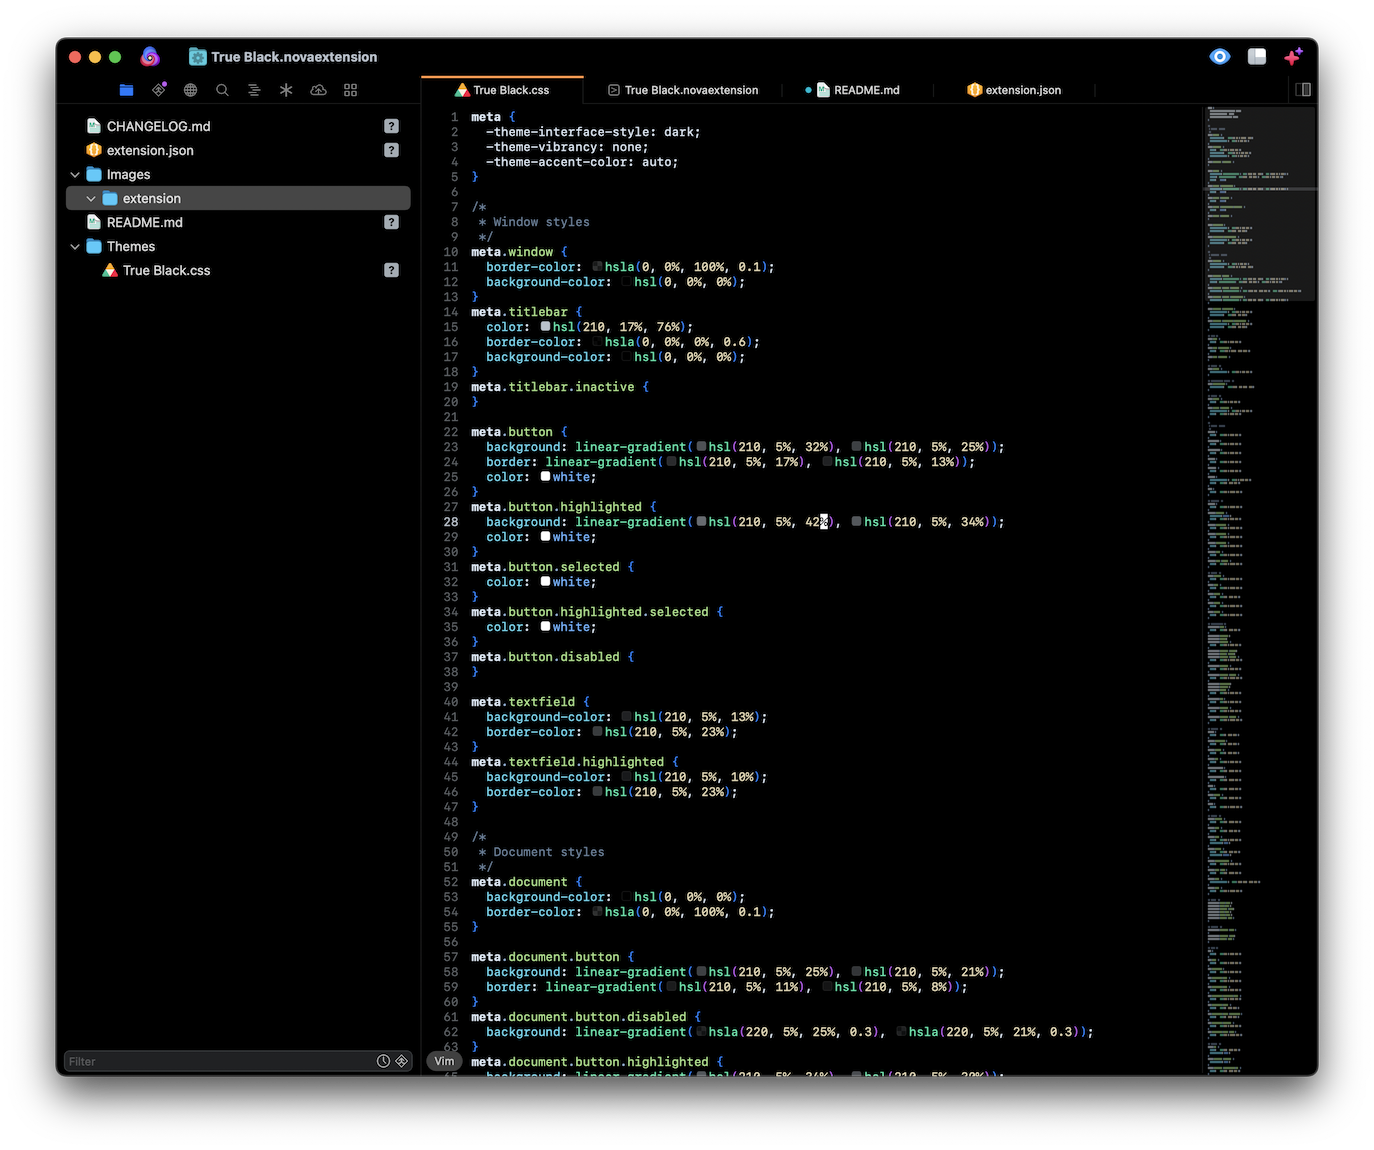 True Black.novaextension
True Black.css
True Black.novaextension
README.md
extension.json
CHANGELOG.md ?
extension.json ?
Images
extension
README.md ?
Themes
True Black.css ?
1 meta {
2   -theme-interface-style: dark;
3   -theme-vibrancy: none;
4   -theme-accent-color: auto;
5 }
6
7 /*
8  * Window styles
9  */
10 meta.window {
11   border-color: hsla(0, 0%, 100%, 0.1);
12   background-color: hsl(0, 0%, 0%);
13 }
14 meta.titlebar {
15   color: hsl(210, 17%, 76%);
16   border-color: hsla(0, 0%, 0%, 0.6);
17   background-color: hsl(0, 0%, 0%);
18 }
19 meta.titlebar.inactive {
20 }
21
22 meta.button {
23   background: linear-gradient(hsl(210, 5%, 32%), hsl(210, 5%, 25%));
24   border: linear-gradient(hsl(210, 5%, 17%), hsl(210, 5%, 13%));
25   color: white;
26 }
27 meta.button.highlighted {
28   background: linear-gradient(hsl(210, 5%, 42%), hsl(210, 5%, 34%));
29   color: white;
30 }
31 meta.button.selected {
32   color: white;
33 }
34 meta.button.highlighted.selected {
35   color: white;
36 }
37 meta.button.disabled {
38 }
39
40 meta.textfield {
41   background-color: hsl(210, 5%, 13%);
42   border-color: hsl(210, 5%, 23%);
43 }
44 meta.textfield.highlighted {
45   background-color: hsl(210, 5%, 10%);
46   border-color: hsl(210, 5%, 23%);
47 }
48
49 /*
50  * Document styles
51  */
52 meta.document {
53   background-color: hsl(0, 0%, 0%);
54   border-color: hsla(0, 0%, 100%, 0.1);
55 }
56
57 meta.document.button {
58   background: linear-gradient(hsl(210, 5%, 25%), hsl(210, 5%, 21%));
59   border: linear-gradient(hsl(210, 5%, 11%), hsl(210, 5%, 8%));
60 }
61 meta.document.button.disabled {
62   background: linear-gradient(hsla(220, 5%, 25%, 0.3), hsla(220, 5%, 21%, 0.3));
63 }
meta.document.button.highlighted {
Filter
Vim